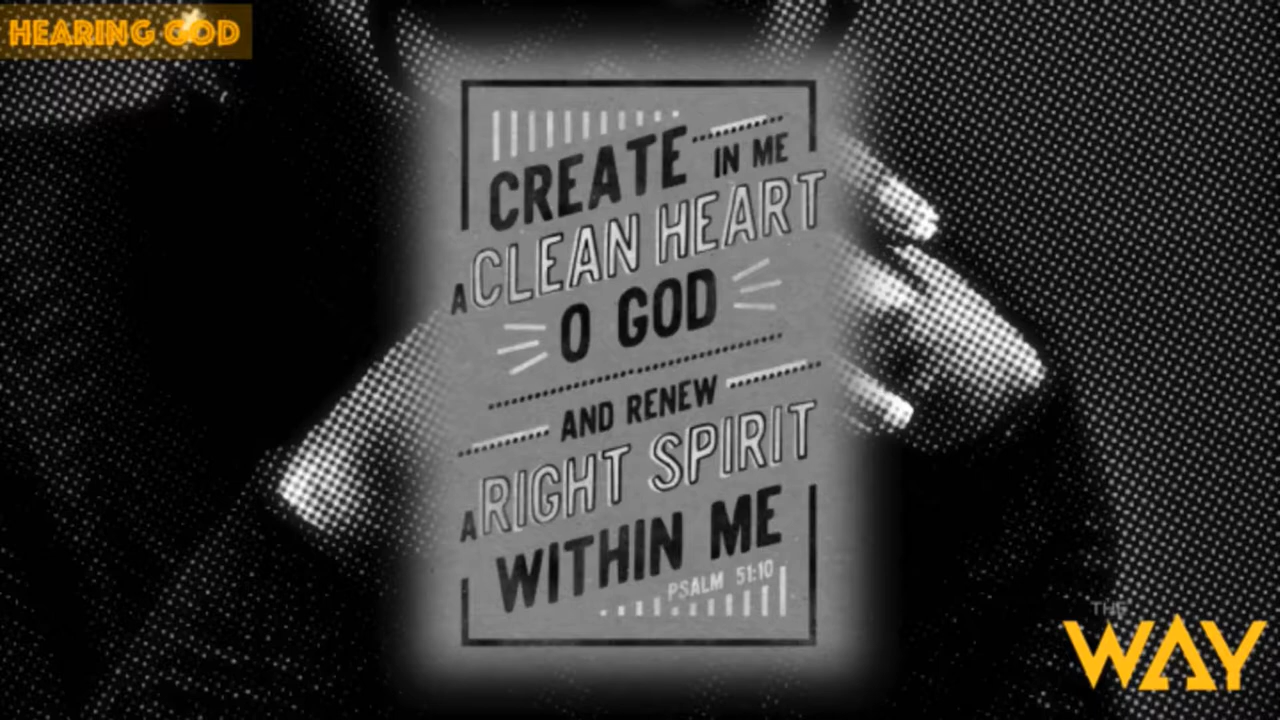 HEARING GOD
CREATE IN ME
A CLEAN HEART
O GOD
AND RENEW
A RIGHT SPIRIT
WITHIN ME
PSALM 51:10
THE
WAY